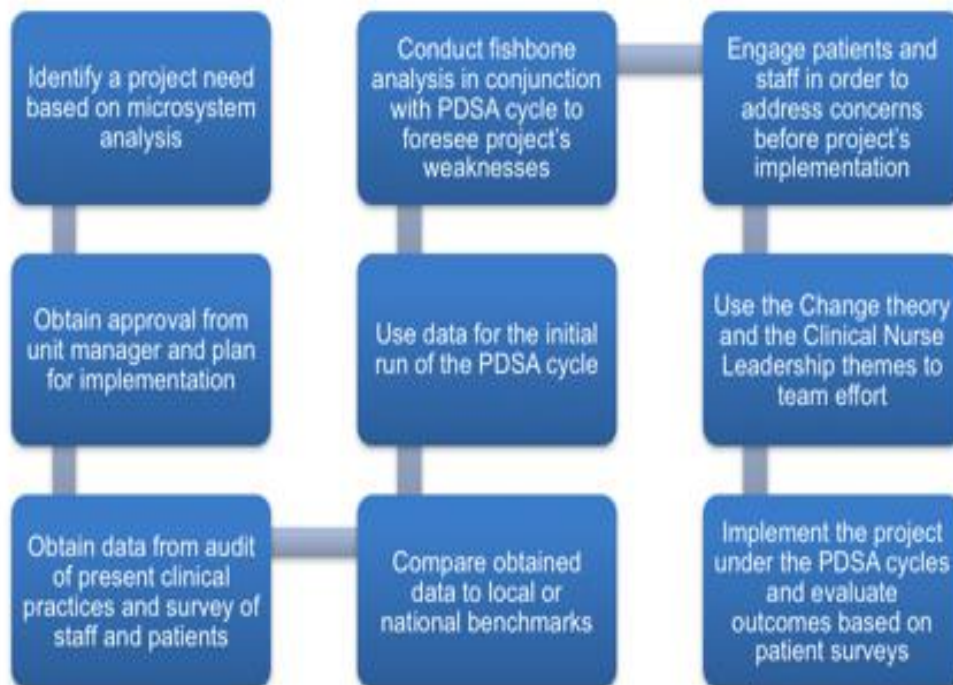 Identify a project need
based on microsystem
analysis
Obtain approval from
unit manager and plan
for implementation
Obtain data from audit
of present clinical
practices and survey of
staff and patients
Compare obtained
data to local or
national benchmarks
Use data for the initial
run of the PDSA cycle
Conduct fishbone
analysis in conjunction
with PDSA cycle to
foresee project's
weaknesses
Engage patients and
staff in order to
address concerns
before project's
implementation
Use the Change theory
and the Clinical Nurse
Leadership themes to
team effort
Implement the project
under the PDSA cycles
and evaluate
outcomes based on
patient surveys